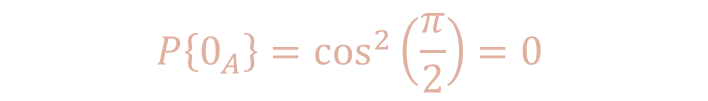 P{0_A} = cos² (π/2) = 0